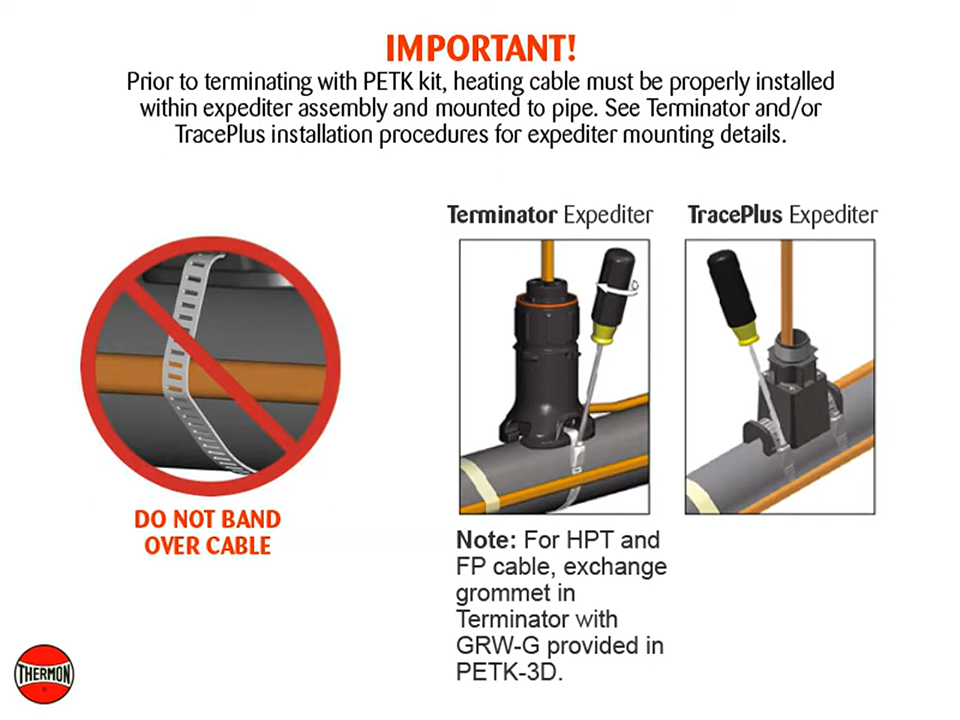 IMPORTANT!
Prior to terminating with PETK kit, heating cable must be properly installed
within expediter assembly and mounted to pipe. See Terminator and/or
TracePlus installation procedures for expediter mounting details.
Terminator Expediter
TracePlus Expediter
DO NOT BAND
OVER CABLE
Note: For HPT and
FP cable, exchange
grommet in
Terminator with
GRW-G provided in
PETK-3D.
THERMON